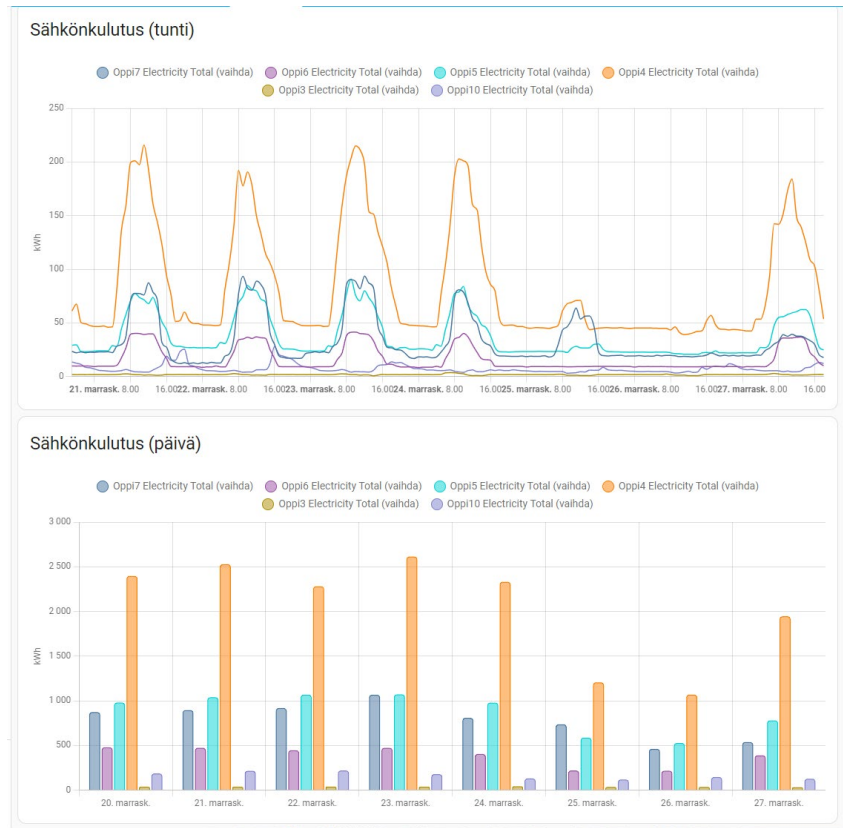 Sähkönkulutus (tunti)
Oppi7 Electricity Total (vaihda) Oppi6 Electricity Total (vaihda) Oppi5 Electricity Total (vaihda) Oppi4 Electricity Total (vaihda)
Oppi3 Electricity Total (vaihda) Oppi10 Electricity Total (vaihda)
250
200
150
100
50
0
kWh
21. marrask. 8.00 16.00 22. marrask. 8.00 16.00 23. marrask. 8.00 16.00 24. marrask. 8.00 16.00 25. marrask. 8.00 16.00 26. marrask. 8.00 16.00 27. marrask. 8.00 16.00
Sähkönkulutus (päivä)
Oppi7 Electricity Total (vaihda) Oppi6 Electricity Total (vaihda) Oppi5 Electricity Total (vaihda) Oppi4 Electricity Total (vaihda)
Oppi3 Electricity Total (vaihda) Oppi10 Electricity Total (vaihda)
3 000
2 500
2 000
1 500
1 000
500
0
kWh
20. marrask. 21. marrask. 22. marrask. 23. marrask. 24. marrask. 25. marrask. 26. marrask. 27. marrask.